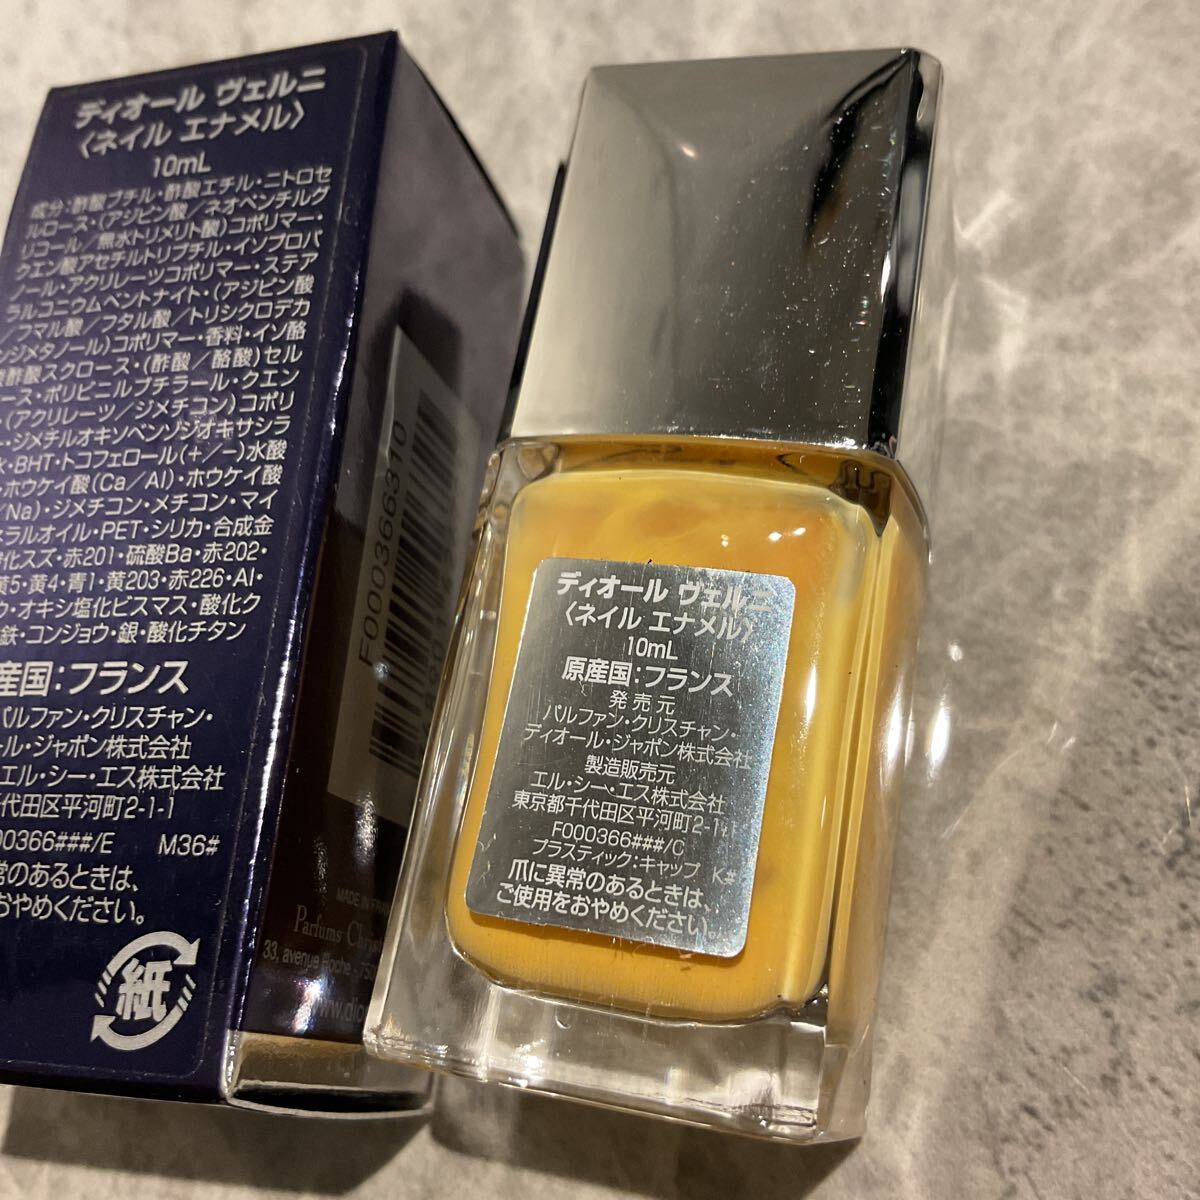 ディオール ヴェルニ
〈ネイル エナメル〉
10mL
成分:酢酸ブチル・酢酸エチル・ニトロセ
ルロース・(アジピン酸/ネオペンチルグ
リコール/無水トリメリト酸)コポリマー・
クエン酸アセチルトリブチル・イソプロパ
ノール・アクリレーツコポリマー・ステア
ラルコニウムベントナイト・(アジピン酸
フマル酸/フタル酸/トリシクロデカ
ンジメタノール)コポリマー・香料・イソ酪
酸酢酸スクロース・(酢酸/酪酸)セル
ース・ポリビニルブチラール・クエン
・(アクリレーツ/ジメチコン)コポリ
ー・ジメチルオキソベンゾジオキサシラ
水・BHT・トコフェロール(+/-)水酸
・ホウケイ酸(Ca/Al)・ホウケイ酸
/Na)・ジメチコン・メチコン・マイ
ミネラルオイル・PET・シリカ・合成金
酸化スズ・赤201・硫酸Ba・赤202・
黄5・黄4・青1・黄203・赤226・Al・
ウ・オキシ塩化ビスマス・酸化ク
鉄・コンジョウ・銀・酸化チタン
産国:フランス
パルファン・クリスチャン・
ール・ジャポン株式会社
エル・シー・エス株式会社
代田区平河町2-1-1
000366###/E M36#
常のあるときは、
おやめください。
紙
F000366310
MADE IN FRAN
Parfums Christ
33, avenue Hoche - 75
www.dio
ディオール ヴェルニ
〈ネイル エナメル〉
10mL
原産国:フランス
発売元
パルファン・クリスチャン・
ディオール・ジャポン株式会社
製造販売元
エル・シー・エス株式会社
東京都千代田区平河町2-1-1
F000366###/C
プラスティック:キャップ K#
爪に異常のあるときは、
ご使用をおやめください。